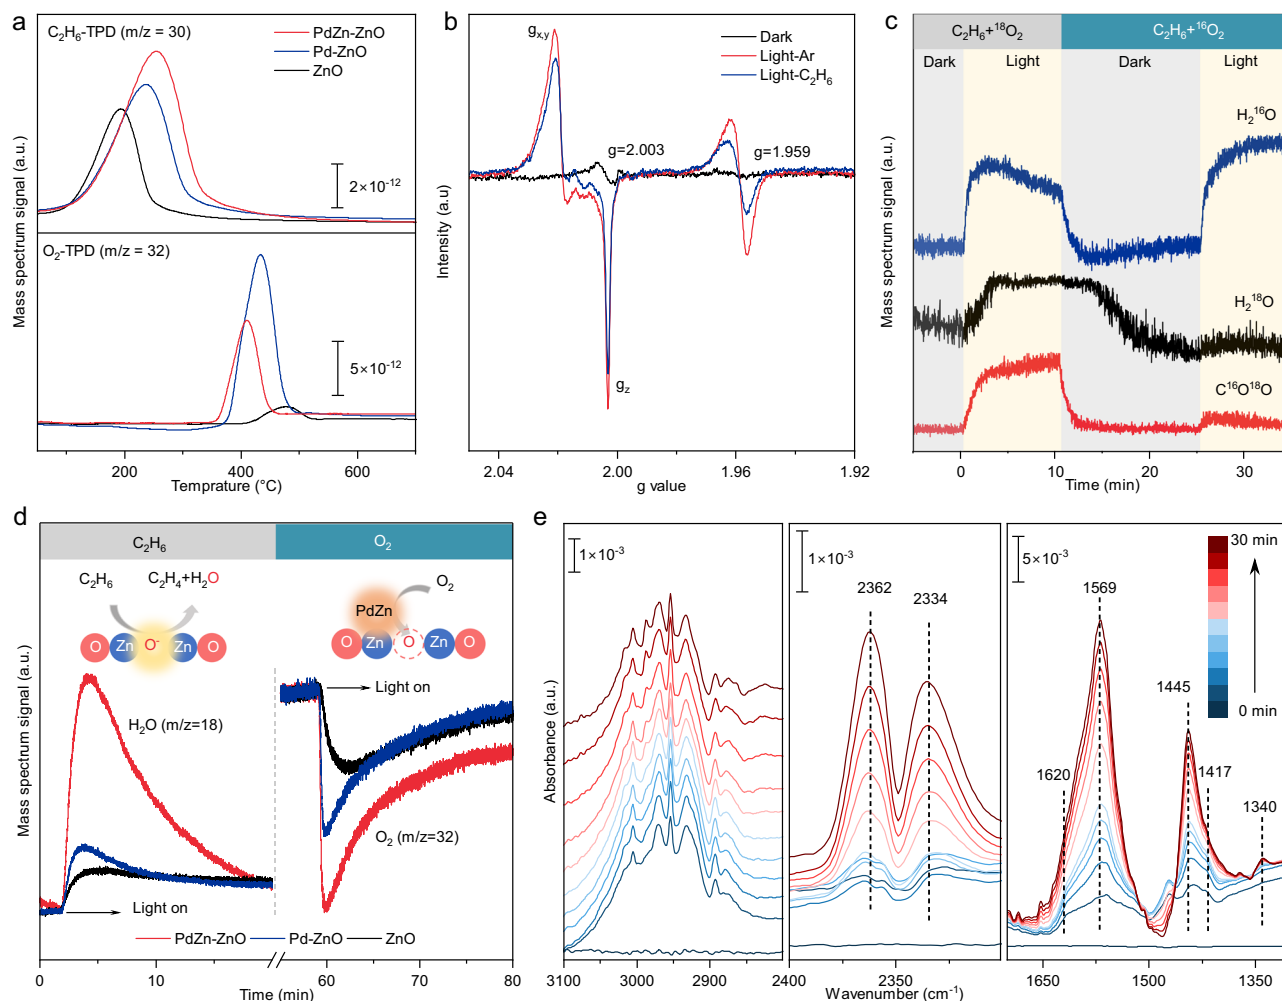 a
C₂H₆-TPD (m/z = 30)
PdZn-ZnO
Pd-ZnO
ZnO
2×10⁻¹²
O₂-TPD (m/z = 32)
5×10⁻¹²
Mass spectrum signal (a.u.)
200
400
600
Temprature (°C)
b
gₓ,ᵧ
Dark
Light-Ar
Light-C₂H₆
g=2.003
g=1.959
g_z
Intensity (a.u)
2.04
2.00
1.96
1.92
g value
c
C₂H₆+¹⁸O₂
C₂H₆+¹⁶O₂
Dark
Light
Dark
Light
H₂¹⁶O
H₂¹⁸O
C¹⁶O¹⁸O
Mass spectrum signal (a.u.)
0
10
20
30
Time (min)
d
C₂H₆
O₂
C₂H₆
C₂H₄+H₂O
O
Zn
O⁻
Zn
O
PdZn
O₂
O
Zn
O
Zn
O
Light on
H₂O (m/z=18)
O₂ (m/z=32)
Light on
PdZn-ZnO
Pd-ZnO
ZnO
Mass spectrum signal (a.u.)
0
10
60
70
80
Time (min)
e
1×10⁻³
1×10⁻³
2362
2334
5×10⁻³
30 min
1569
1445
1620
1417
1340
0 min
Absorbance (a.u.)
3100
3000
2900
2400
2350
1650
1500
1350
Wavenumber (cm⁻¹)